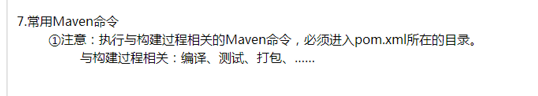 7.常用Maven命令
①注意：执行与构建过程相关的Maven命令，必须进入pom.xml所在的目录。
与构建过程相关：编译、测试、打包、......